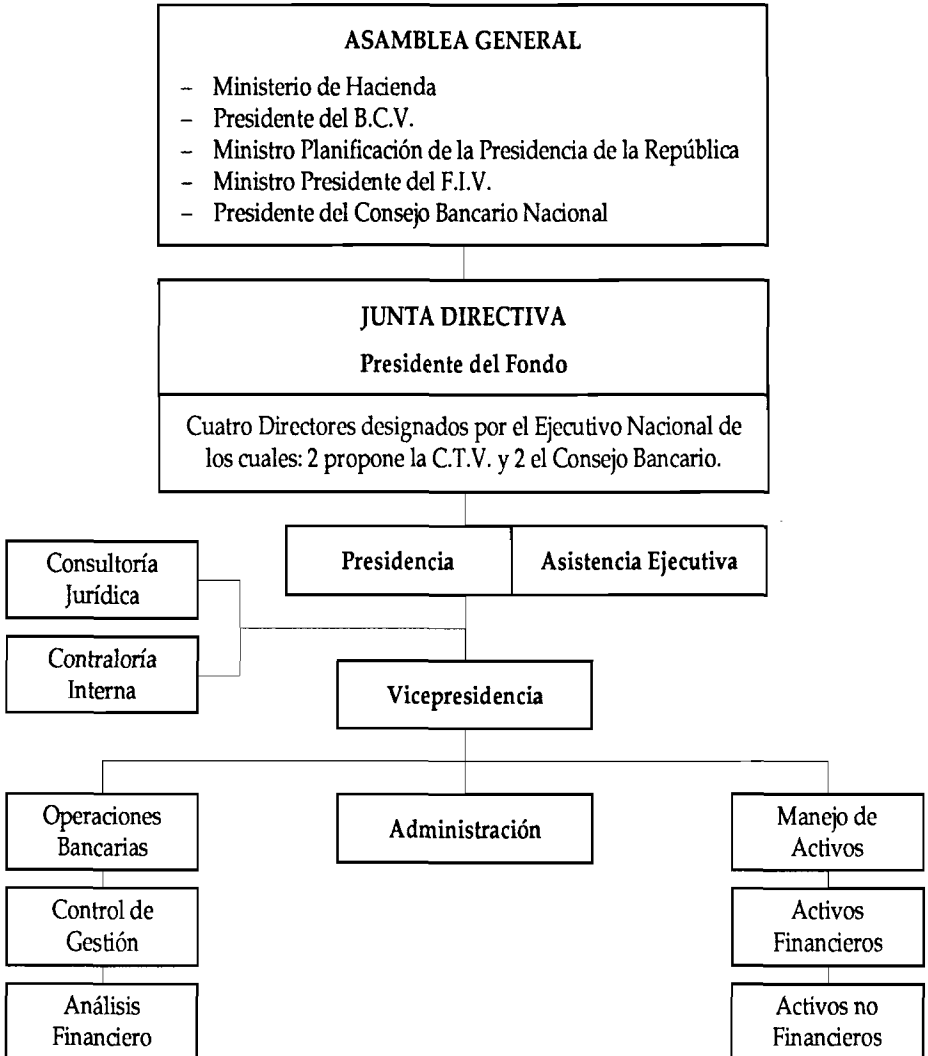 ASAMBLEA GENERAL
– Ministerio de Hacienda
– Presidente del B.C.V.
– Ministro Planificación de la Presidencia de la República
– Ministro Presidente del F.I.V.
– Presidente del Consejo Bancario Nacional
JUNTA DIRECTIVA
Presidente del Fondo
Cuatro Directores designados por el Ejecutivo Nacional de
los cuales: 2 propone la C.T.V. y 2 el Consejo Bancario.
Presidencia
Asistencia Ejecutiva
Consultoría
Jurídica
Contraloría
Interna
Vicepresidencia
Operaciones
Bancarias
Administración
Manejo de
Activos
Control de
Gestión
Activos
Financieros
Análisis
Financiero
Activos no
Financieros